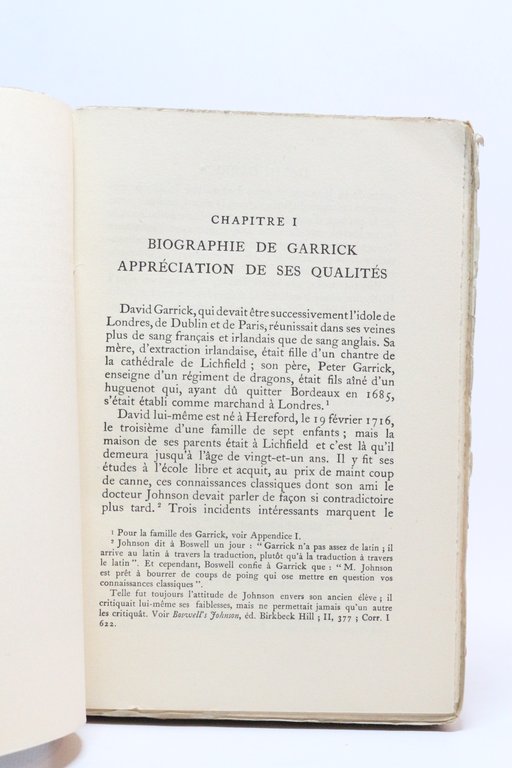 CHAPITRE I
BIOGRAPHIE DE GARRICK
APPRÉCIATION DE SES QUALITÉS
David Garrick, qui devait être successivement l'idole de
Londres, de Dublin et de Paris, réunissait dans ses veines
plus de sang français et irlandais que de sang anglais. Sa
mère, d'extraction irlandaise, était fille d'un chantre de
la cathédrale de Lichfield ; son père, Peter Garrick,
enseigne d'un régiment de dragons, était fils aîné d'un
huguenot qui, ayant dû quitter Bordeaux en 1685,
s'était établi comme marchand à Londres.¹
David lui-même est né à Hereford, le 19 février 1716,
le troisième d'une famille de sept enfants ; mais la
maison de ses parents était à Lichfield et c'est là qu'il
demeura jusqu'à l'âge de vingt-et-un ans. Il y fit ses
études à l'école libre et acquit, au prix de maint coup
de canne, ces connaissances classiques dont son ami le
docteur Johnson devait parler de façon si contradictoire
plus tard.² Trois incidents intéressants marquent le
¹ Pour la famille des Garrick, voir Appendice I.
² Johnson dit à Boswell un jour : " Garrick n'a pas assez de latin ; il
arrive au latin à travers la traduction, plutôt qu'à la traduction à travers
le latin ". Et cependant, Boswell confie à Garrick que : " M. Johnson
est prêt à bourrer de coups de poing qui ose mettre en question vos
connaissances classiques ".
Telle fut toujours l'attitude de Johnson envers son ancien élève ; il
critiquait lui-même ses faiblesses, mais ne permettait jamais qu'un autre
les critiquât. Voir Boswell's Johnson, éd. Birkbeck Hill ; II, 377 ; Corr. I
622.